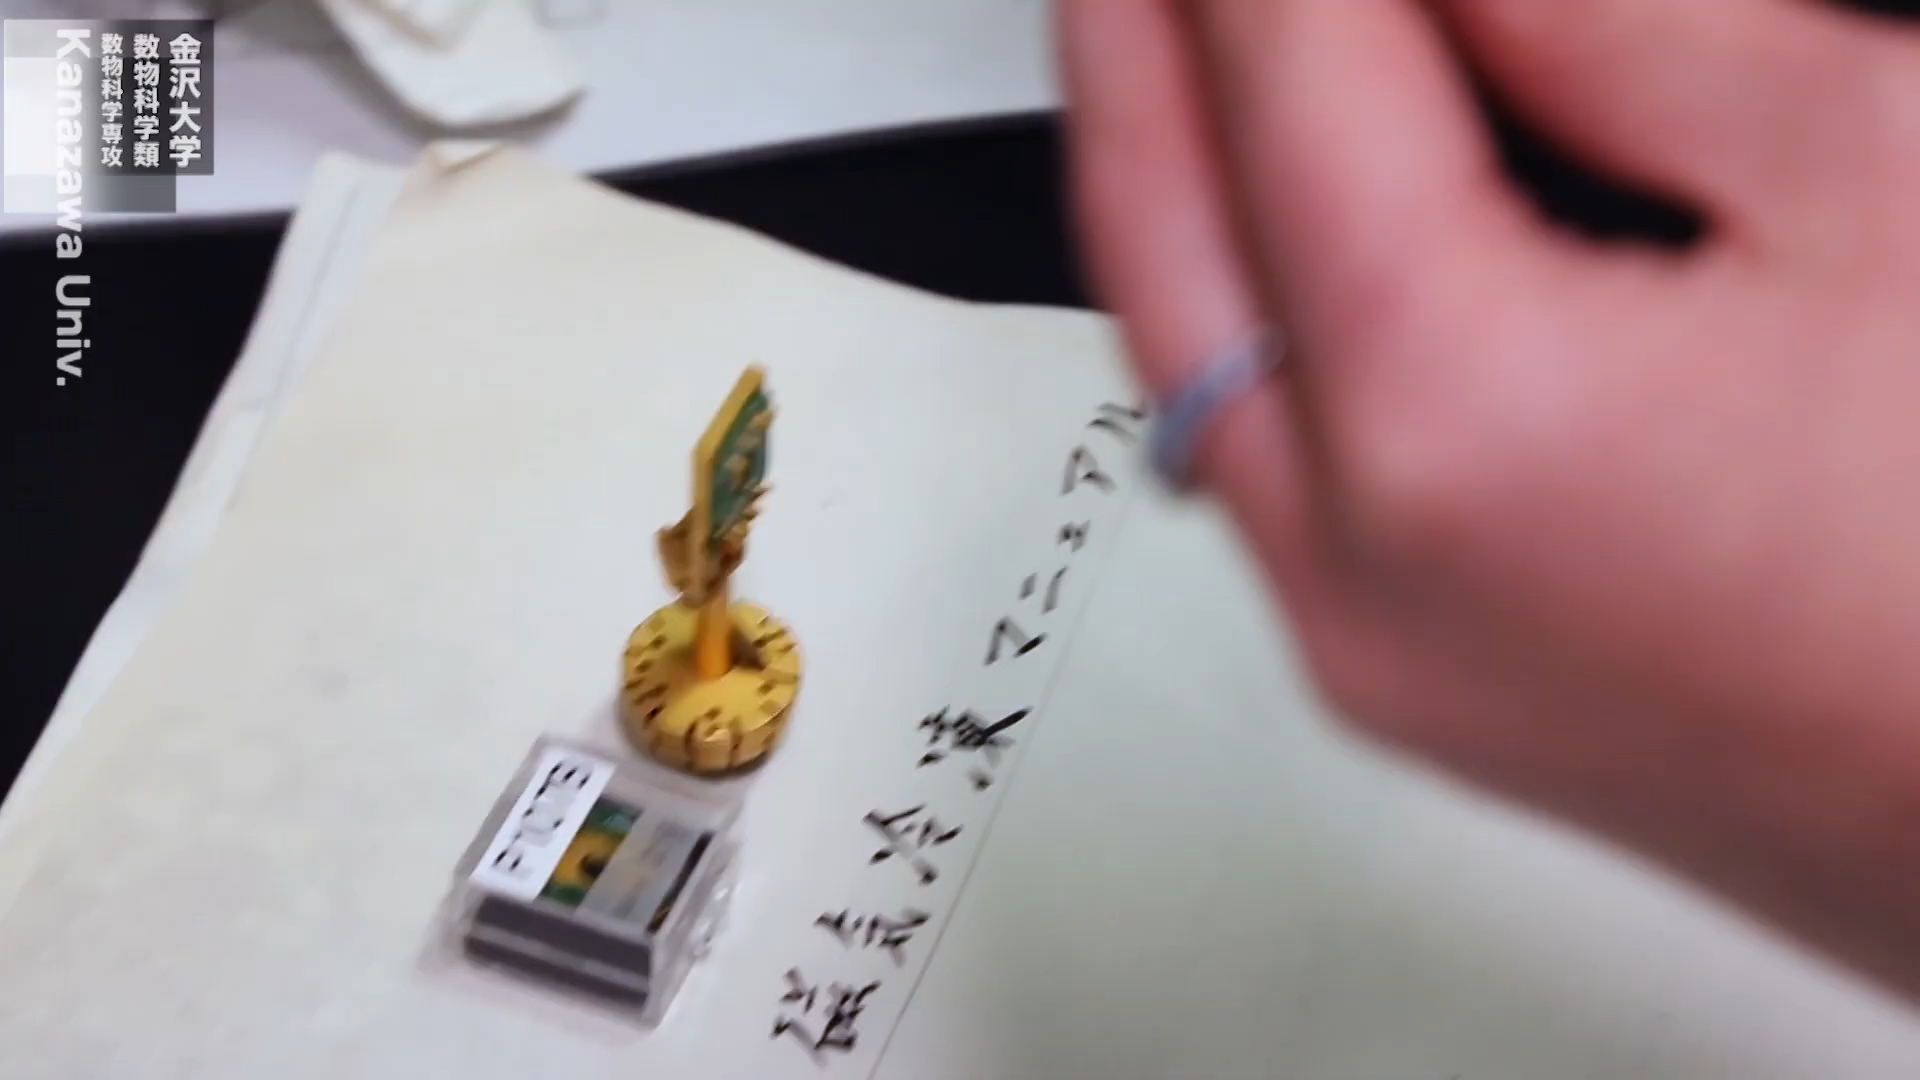 金沢大学
数物科学類
数物科学専攻
Kanazawa Univ.
磁気冷凍マニュアル